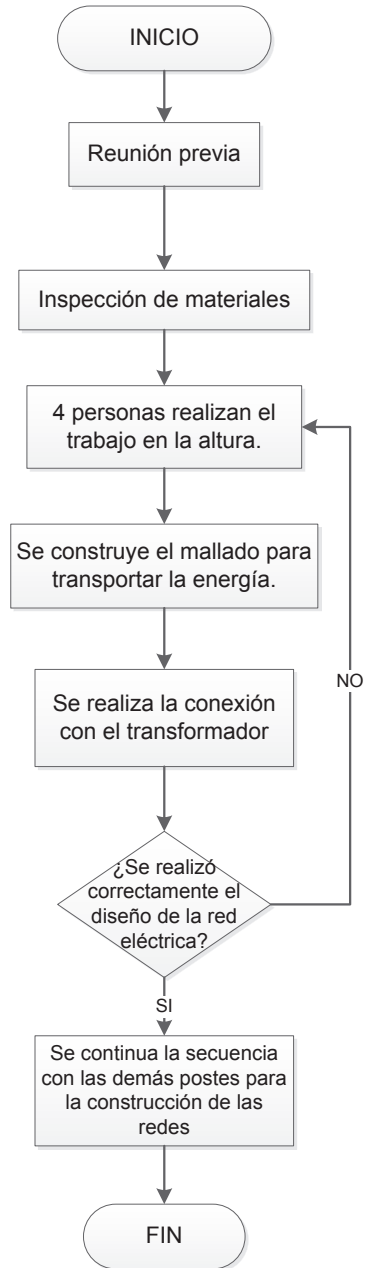 INICIO
Reunión previa
Inspección de materiales
4 personas realizan el
trabajo en la altura.
Se construye el mallado para
transportar la energía.
Se realiza la conexión
con el transformador
NO
¿Se realizó
correctamente el
diseño de la red
eléctrica?
SI
Se continua la secuencia
con las demás postes para
la construcción de las
redes
FIN